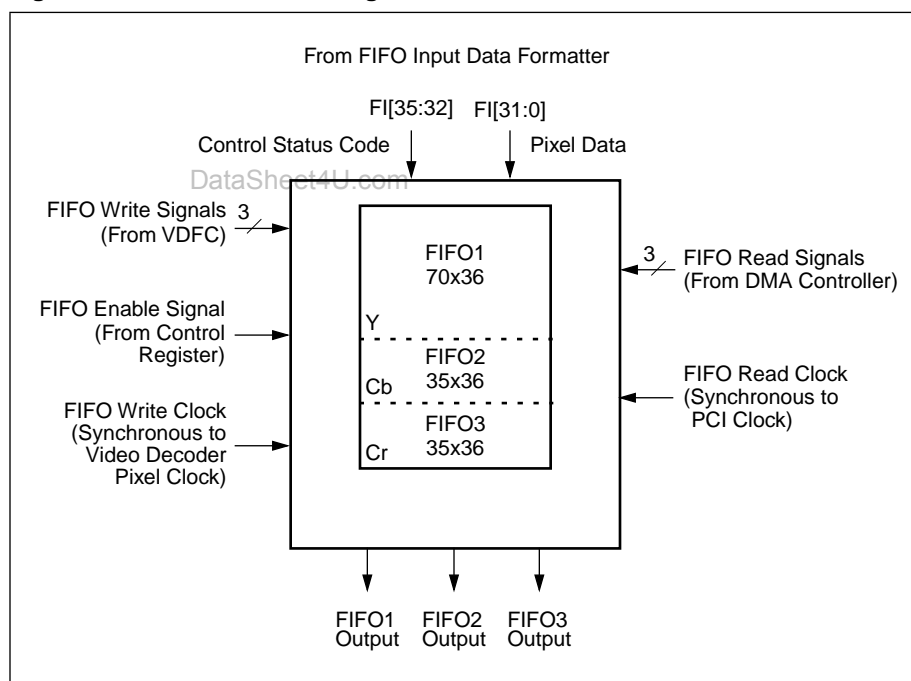 From FIFO Input Data Formatter
FI[35:32] FI[31:0]
Control Status Code Pixel Data
DataSheet4U.com
FIFO Write Signals 3
(From VDFC)
FIFO Enable Signal
(From Control
Register)
FIFO Write Clock
(Synchronous to
Video Decoder
Pixel Clock)
FIFO1
70x36
Y
FIFO2
35x36
Cb
FIFO3
35x36
Cr
3 FIFO Read Signals
(From DMA Controller)
FIFO Read Clock
(Synchronous to
PCI Clock)
FIFO1
Output
FIFO2
Output
FIFO3
Output